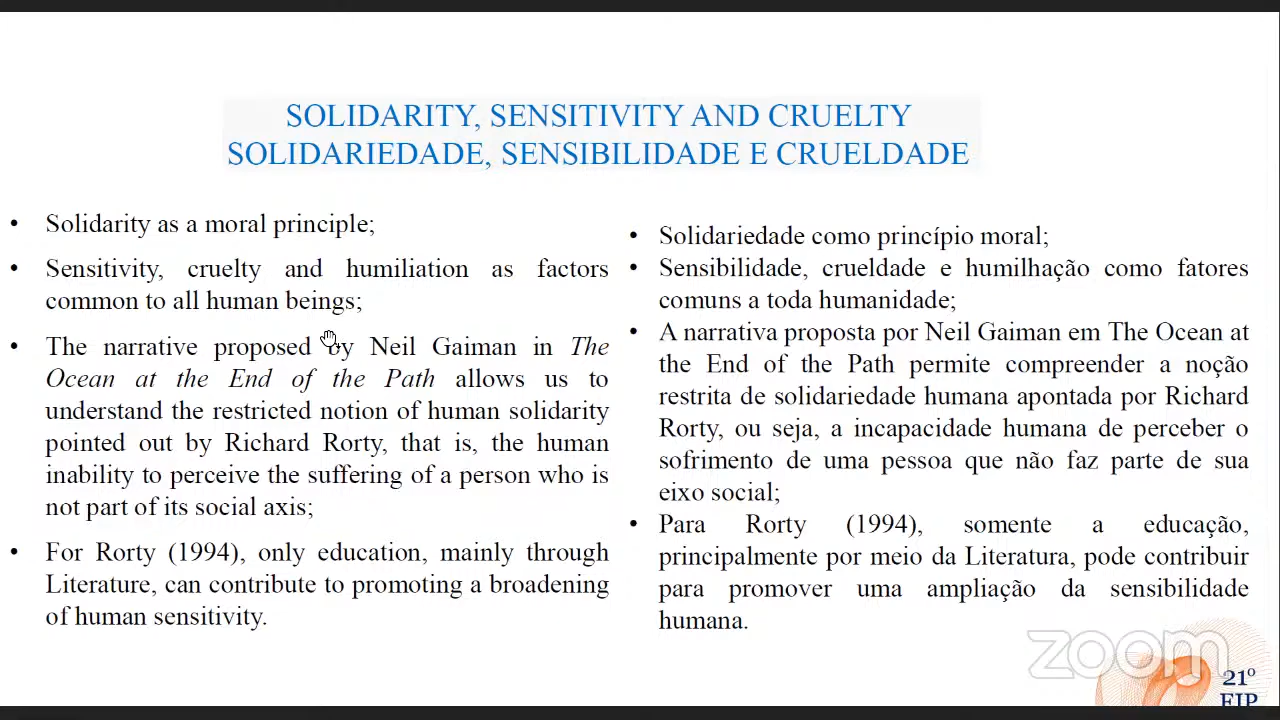 SOLIDARITY, SENSITIVITY AND CRUELTY
SOLIDARIEDADE, SENSIBILIDADE E CRUELDADE
• Solidarity as a moral principle;
• Sensitivity, cruelty and humiliation as factors
common to all human beings;
• The narrative proposed by Neil Gaiman in The
Ocean at the End of the Path allows us to
understand the restricted notion of human solidarity
pointed out by Richard Rorty, that is, the human
inability to perceive the suffering of a person who is
not part of its social axis;
• For Rorty (1994), only education, mainly through
Literature, can contribute to promoting a broadening
of human sensitivity.
• Solidariedade como princípio moral;
• Sensibilidade, crueldade e humilhação como fatores
comuns a toda humanidade;
• A narrativa proposta por Neil Gaiman em The Ocean at
the End of the Path permite compreender a noção
restrita de solidariedade humana apontada por Richard
Rorty, ou seja, a incapacidade humana de perceber o
sofrimento de uma pessoa que não faz parte de sua
eixo social;
• Para Rorty (1994), somente a educação,
principalmente por meio da Literatura, pode contribuir
para promover uma ampliação da sensibilidade
humana.
zoom
21º
FIP